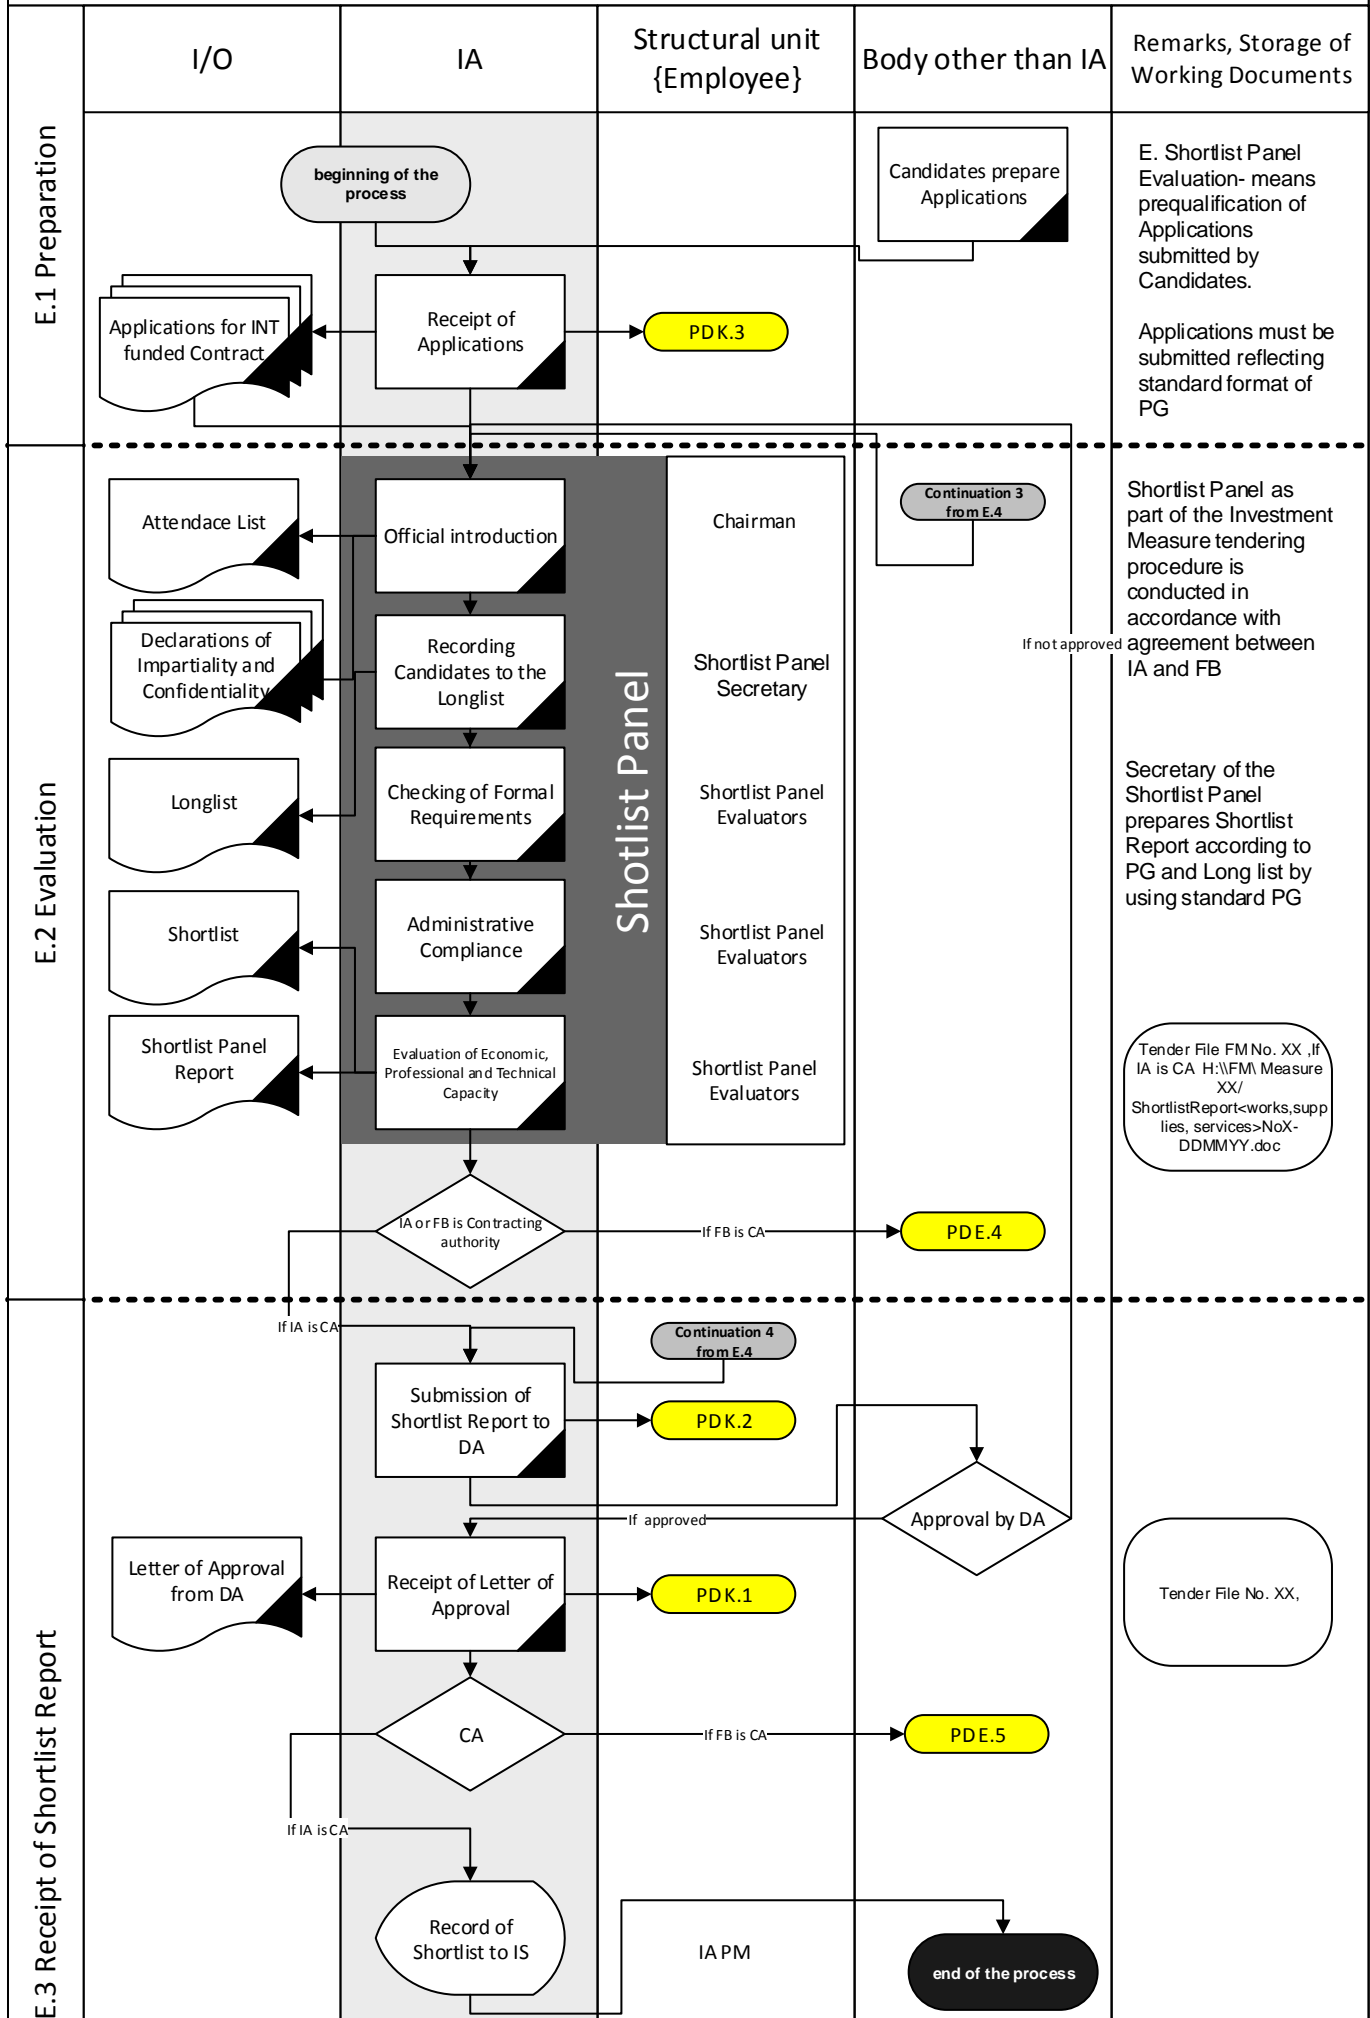 I/O
IA
Structural unit
{Employee}
Body other than IA
Remarks, Storage of
Working Documents
E.1 Preparation
beginning of the
process
Candidates prepare
Applications
E. Shortlist Panel
Evaluation- means
prequalification of
Applications
submitted by
Candidates.
Applications must be
submitted reflecting
standard format of
PG
Applications for INT
funded Contract
Receipt of
Applications
PD K.3
E.2 Evaluation
Shotlist Panel
Attendace List
Official introduction
Chairman
Continuation 3
from E.4
Shortlist Panel as
part of the Investment
Measure tendering
procedure is
conducted in
accordance with
agreement between
IA and FB
If not approved
Declarations of
Impartiality and
Confidentiality
Recording
Candidates to the
Longlist
Shortlist Panel
Secretary
Longlist
Checking of Formal
Requirements
Shortlist Panel
Evaluators
Secretary of the
Shortlist Panel
prepares Shortlist
Report according to
PG and Long list by
using standard PG
Shortlist
Administrative
Compliance
Shortlist Panel
Evaluators
Shortlist Panel
Report
Evaluation of Economic,
Professional and Technical
Capacity
Shortlist Panel
Evaluators
Tender File FM No. XX ,If
IA is CA H:\\FM\ Measure
XX/
ShortlistReport<works,supp
lies, services>NoX-
DDMMYY.doc
IA or FB is Contracting
authority
If FB is CA
PD E.4
E.3 Receipt of Shortlist Report
If IA is CA
Continuation 4
from E.4
Submission of
Shortlist Report to
DA
PD K.2
If approved
Approval by DA
Letter of Approval
from DA
Receipt of Letter of
Approval
PD K.1
Tender File No. XX,
CA
If FB is CA
PD E.5
If IA is CA
Record of
Shortlist to IS
IA PM
end of the process